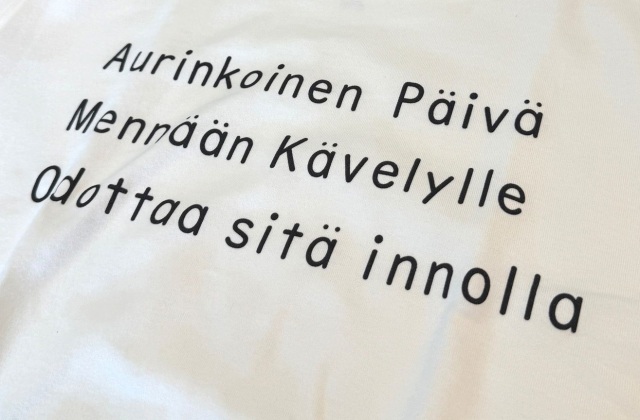 Aurinkoinen Päivä
Mennään Kävelylle
Odottaa sitä innolla